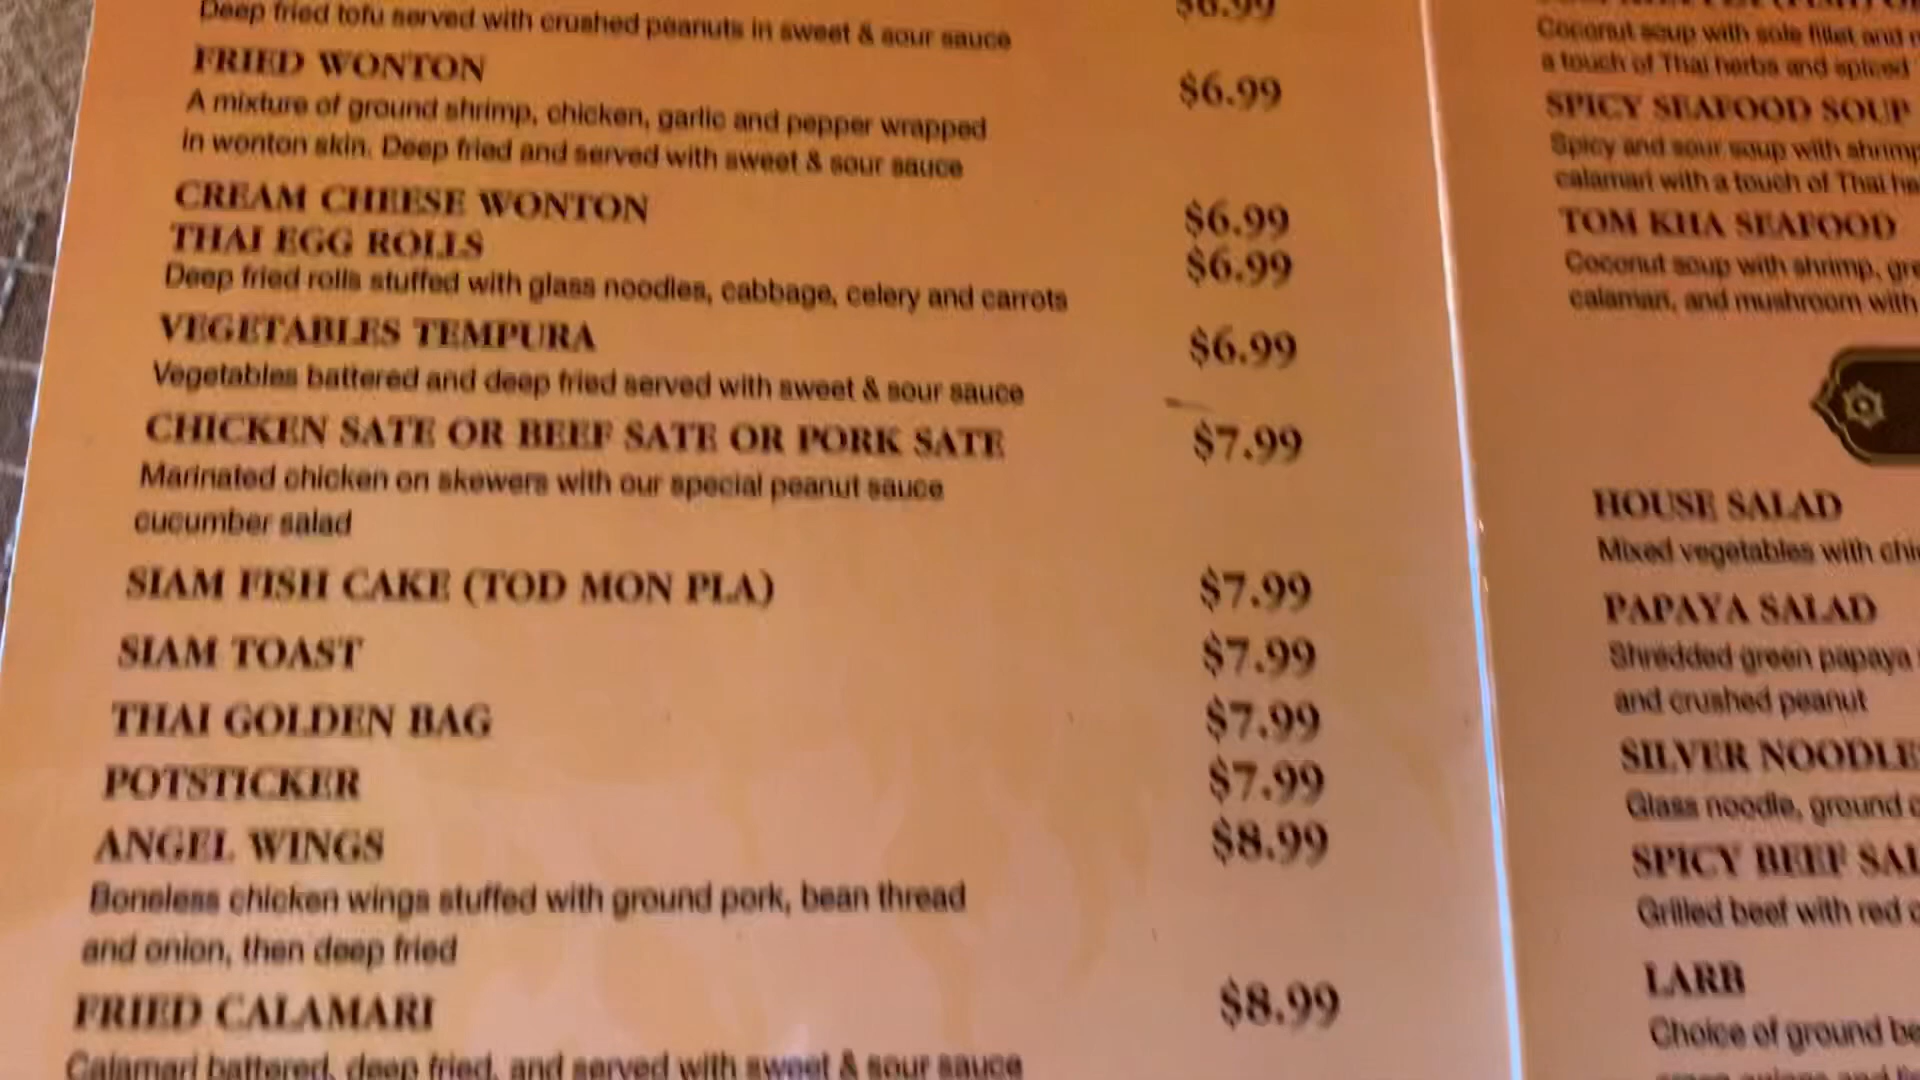 Deep fried tofu served with crushed peanuts in sweet & sour sauce $6.99
FRIED WONTON $6.99
A mixture of ground shrimp, chicken, garlic and pepper wrapped
in wonton skin. Deep fried and served with sweet & sour sauce
CREAM CHEESE WONTON $6.99
THAI EGG ROLLS $6.99
Deep fried rolls stuffed with glass noodles, cabbage, celery and carrots
VEGETABLES TEMPURA $6.99
Vegetables battered and deep fried served with sweet & sour sauce
CHICKEN SATE OR BEEF SATE OR PORK SATE $7.99
Marinated chicken on skewers with our special peanut sauce
cucumber salad
SIAM FISH CAKE (TOD MON PLA) $7.99
SIAM TOAST $7.99
THAI GOLDEN BAG $7.99
POTSTICKER $7.99
ANGEL WINGS $8.99
Boneless chicken wings stuffed with ground pork, bean thread
and onion, then deep fried
FRIED CALAMARI $8.99
Calamari battered, deep fried, and served with sweet & sour sauce
Coconut soup with sole fillet and
a touch of Thai herbs and spiced
SPICY SEAFOOD SOUP
Spicy and sour soup with shrimp
calamari with a touch of Thai
TOM KHA SEAFOOD
Coconut soup with shrimp,
calamari, and mushroom with
HOUSE SALAD
Mixed vegetables with
PAPAYA SALAD
Shredded green papaya
and crushed peanut
SILVER NOODLE
Glass noodle, ground
SPICY BEEF
Grilled beef with red
LARB
Choice of ground